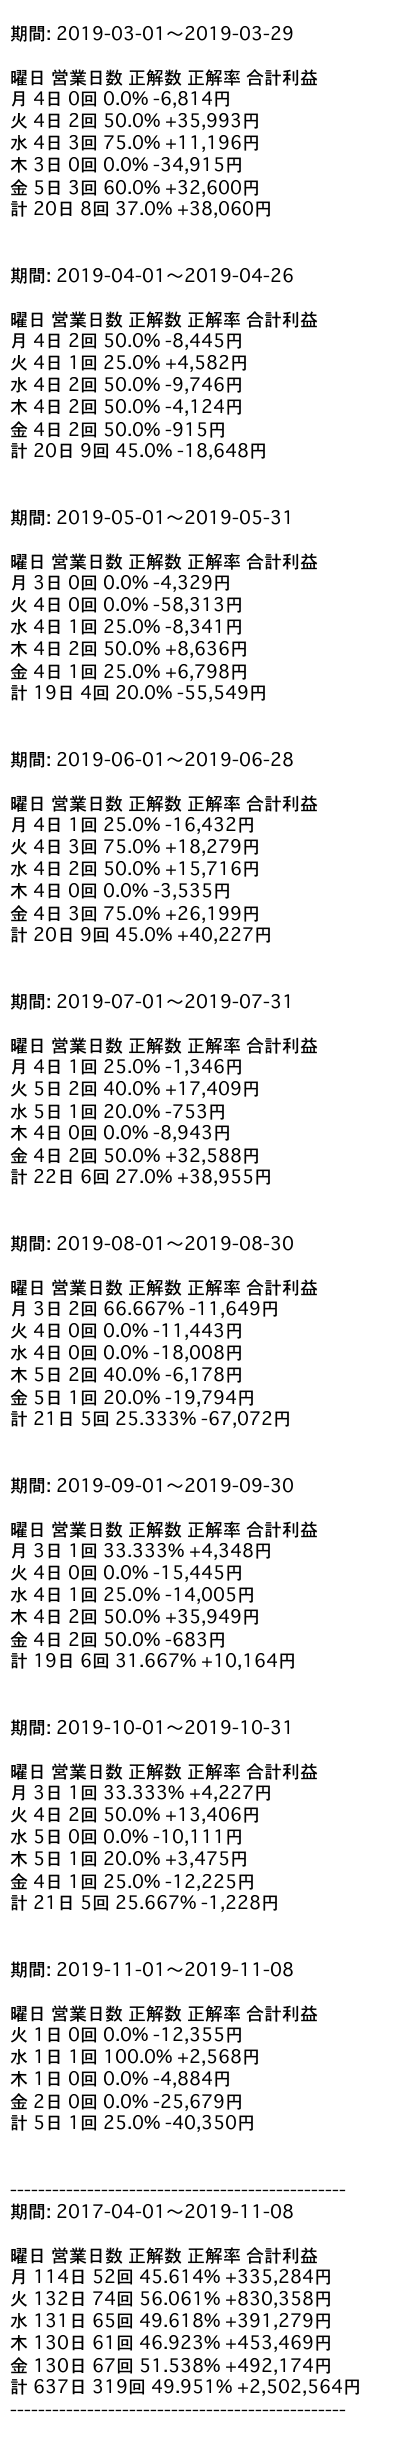 期間: 2019-03-01～2019-03-29
曜日 営業日数 正解数 正解率 合計利益
月 4日 0回 0.0% -6,814円
火 4日 2回 50.0% +35,993円
水 4日 3回 75.0% +11,196円
木 3日 0回 0.0% -34,915円
金 5日 3回 60.0% +32,600円
計 20日 8回 37.0% +38,060円
期間: 2019-04-01～2019-04-26
曜日 営業日数 正解数 正解率 合計利益
月 4日 2回 50.0% -8,445円
火 4日 1回 25.0% +4,582円
水 4日 2回 50.0% -9,746円
木 4日 2回 50.0% -4,124円
金 4日 2回 50.0% -915円
計 20日 9回 45.0% -18,648円
期間: 2019-05-01～2019-05-31
曜日 営業日数 正解数 正解率 合計利益
月 3日 0回 0.0% -4,329円
火 4日 0回 0.0% -58,313円
水 4日 1回 25.0% -8,341円
木 4日 2回 50.0% +8,636円
金 4日 1回 25.0% +6,798円
計 19日 4回 20.0% -55,549円
期間: 2019-06-01～2019-06-28
曜日 営業日数 正解数 正解率 合計利益
月 4日 1回 25.0% -16,432円
火 4日 3回 75.0% +18,279円
水 4日 2回 50.0% +15,716円
木 4日 0回 0.0% -3,535円
金 4日 3回 75.0% +26,199円
計 20日 9回 45.0% +40,227円
期間: 2019-07-01～2019-07-31
曜日 営業日数 正解数 正解率 合計利益
月 4日 1回 25.0% -1,346円
火 5日 2回 40.0% +17,409円
水 5日 1回 20.0% -753円
木 4日 0回 0.0% -8,943円
金 4日 2回 50.0% +32,588円
計 22日 6回 27.0% +38,955円
期間: 2019-08-01～2019-08-30
曜日 営業日数 正解数 正解率 合計利益
月 3日 2回 66.667% -11,649円
火 4日 0回 0.0% -11,443円
水 4日 0回 0.0% -18,008円
木 5日 2回 40.0% -6,178円
金 5日 1回 20.0% -19,794円
計 21日 5回 25.333% -67,072円
期間: 2019-09-01～2019-09-30
曜日 営業日数 正解数 正解率 合計利益
月 3日 1回 33.333% +4,348円
火 4日 0回 0.0% -15,445円
水 4日 1回 25.0% -14,005円
木 4日 2回 50.0% +35,949円
金 4日 2回 50.0% -683円
計 19日 6回 31.667% +10,164円
期間: 2019-10-01～2019-10-31
曜日 営業日数 正解数 正解率 合計利益
月 3日 1回 33.333% +4,227円
火 4日 2回 50.0% +13,406円
水 5日 0回 0.0% -10,111円
木 5日 1回 20.0% +3,475円
金 4日 1回 25.0% -12,225円
計 21日 5回 25.667% -1,228円
期間: 2019-11-01～2019-11-08
曜日 営業日数 正解数 正解率 合計利益
火 1日 0回 0.0% -12,355円
水 1日 1回 100.0% +2,568円
木 1日 0回 0.0% -4,884円
金 2日 0回 0.0% -25,679円
計 5日 1回 25.0% -40,350円
------------------------------------------------
期間: 2017-04-01～2019-11-08
曜日 営業日数 正解数 正解率 合計利益
月 114日 52回 45.614% +335,284円
火 132日 74回 56.061% +830,358円
水 131日 65回 49.618% +391,279円
木 130日 61回 46.923% +453,469円
金 130日 67回 51.538% +492,174円
計 637日 319回 49.951% +2,502,564円
------------------------------------------------